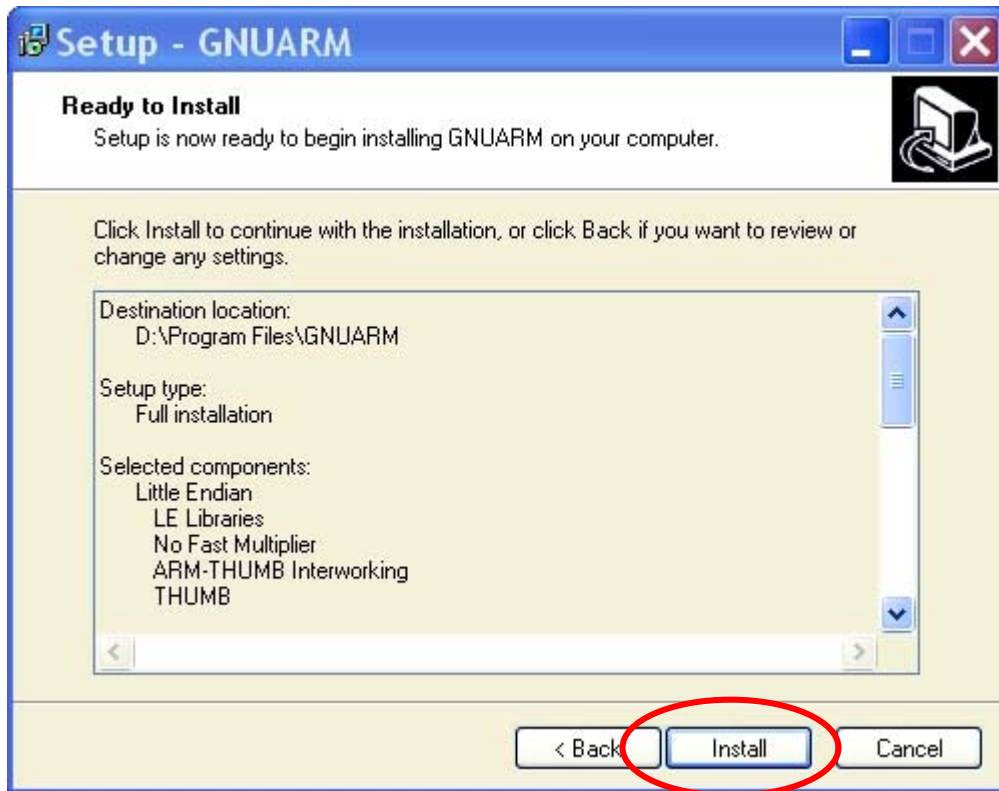 Setup - GNUARM
Ready to Install
Setup is now ready to begin installing GNUARM on your computer.
Click Install to continue with the installation, or click Back if you want to review or
change any settings.
Destination location:
D:\Program Files\GNUARM
Setup type:
Full installation
Selected components:
Little Endian
LE Libraries
No Fast Multiplier
ARM-THUMB Interworking
THUMB
< Back
Install
Cancel